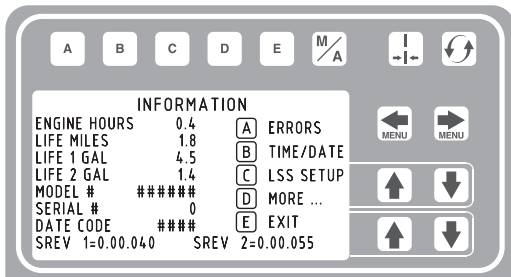 A B C D E M/A
INFORMATION
ENGINE HOURS 0.4 A ERRORS
LIFE MILES 1.8 B TIME/DATE
LIFE 1 GAL 4.5 C LSS SETUP
LIFE 2 GAL 1.4 D MORE ...
MODEL # ######
SERIAL # 0 E EXIT
DATE CODE ####
SREV 1=0.00.040 SREV 2=0.00.055
MENU MENU